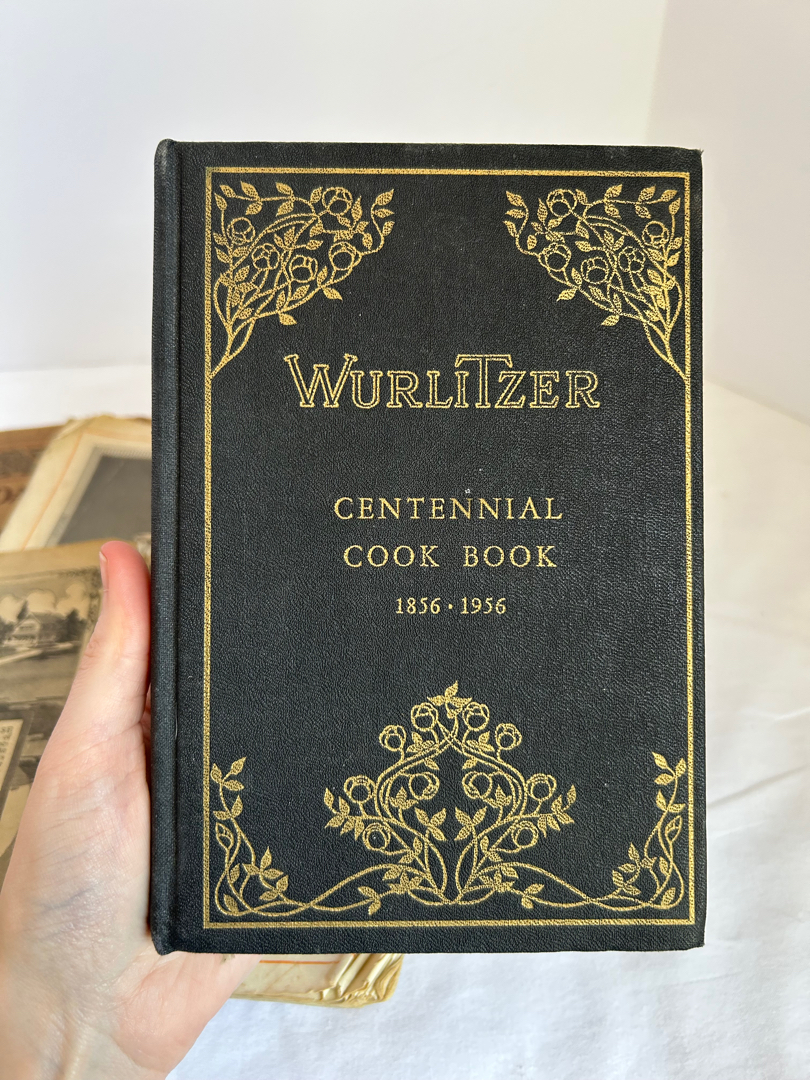 WURLITZER
CENTENNIAL
COOK BOOK
1856 · 1956